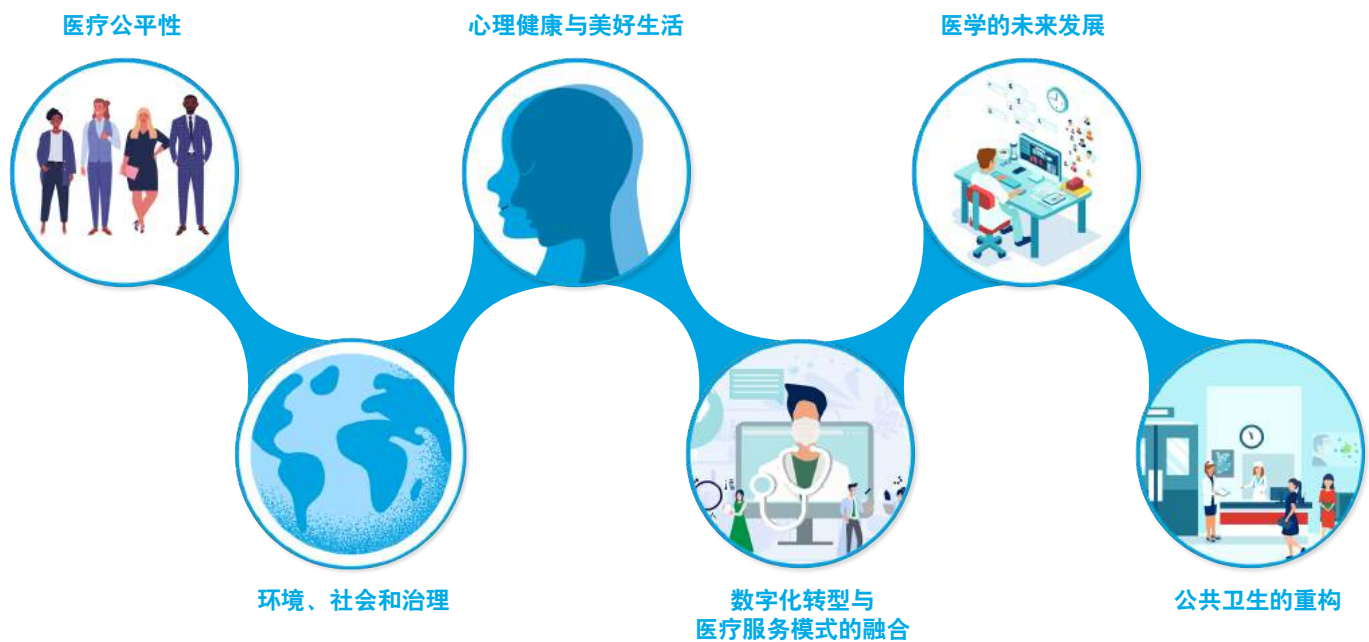 医疗公平性
心理健康与美好生活
医学的未来发展
环境、社会和治理
数字化转型与
医疗服务模式的融合
公共卫生的重构